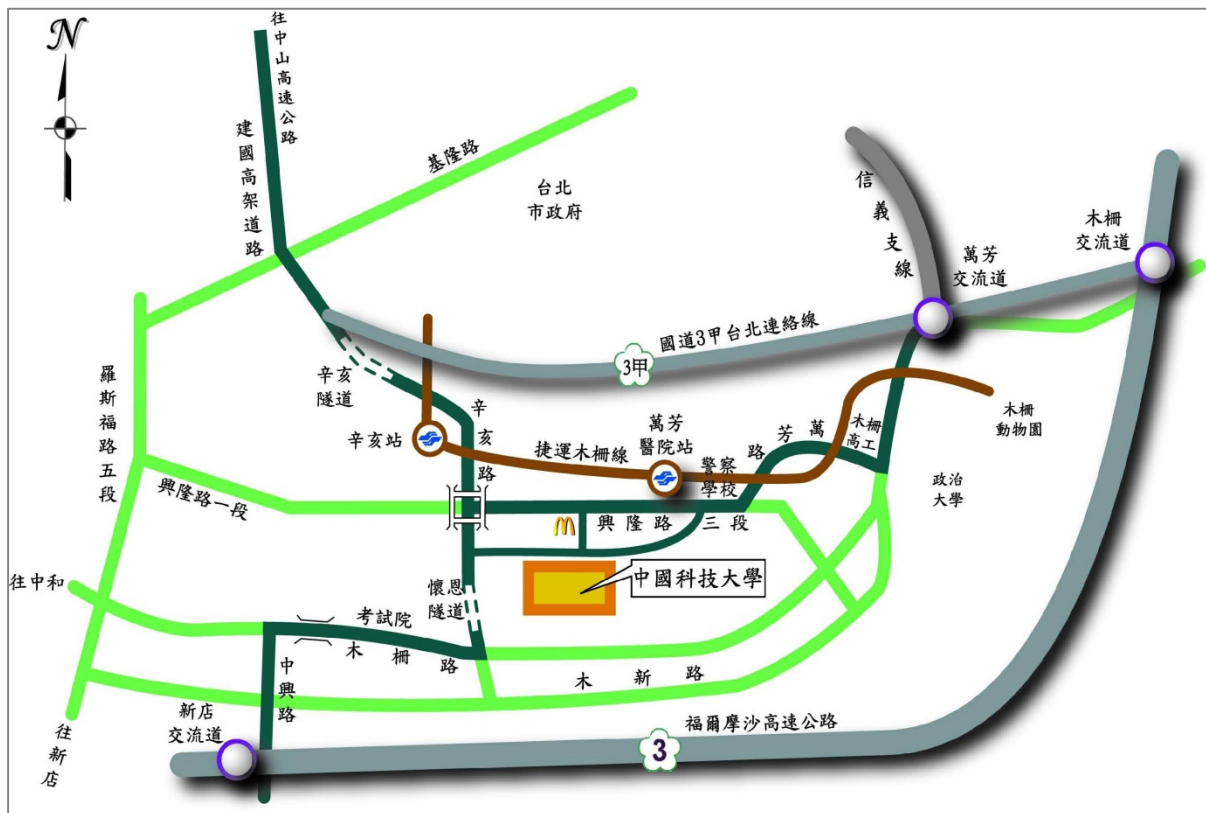 N
往中山高速公路
建國高架道路
基隆路
台北
市政府
信義支線
木柵
交流道
萬芳
交流道
國道3甲台北連絡線
3甲
辛亥
隧道
辛亥路
辛亥站
羅斯福路五段
萬芳
醫院站
捷運木柵線
警察
學校
萬芳路
木柵
高工
木柵
動物園
政治
大學
興隆路一段
興隆路三段
中國科技大學
往中和
懷恩
隧道
考試院
木柵路
中興路
木新路
新店
交流道
往新店
福爾摩沙高速公路
3